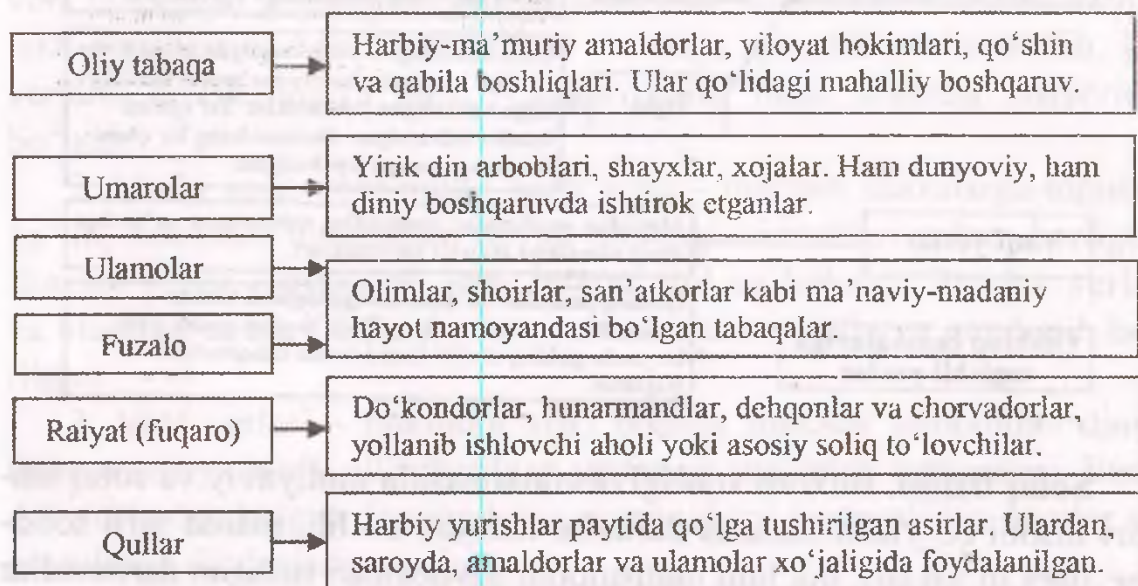 Oliy tabaqa
Harbiy-ma’muriy amaldorlar, viloyat hokimlari, qo‘shin
va qabila boshliqlari. Ular qo‘lidagi mahalliy boshqaruv.
Umarolar
Yirik din arboblari, shayxlar, xojalar. Ham dunyoviy, ham
diniy boshqaruvda ishtirok etganlar.
Ulamolar
Fuzalo
Olimlar, shoirlar, san’atkorlar kabi ma’naviy-madaniy
hayot namoyandasi bo‘lgan tabaqalar.
Raiyat (fuqaro)
Do‘kondorlar, hunarmandlar, dehqonlar va chorvadorlar,
yollanib ishlovchi aholi yoki asosiy soliq to‘lovchilar.
Qullar
Harbiy yurishlar paytida qo‘lga tushirilgan asirlar. Ulardan
saroyda, amaldorlar va ulamolar xo‘jaligida foydalanilgan.